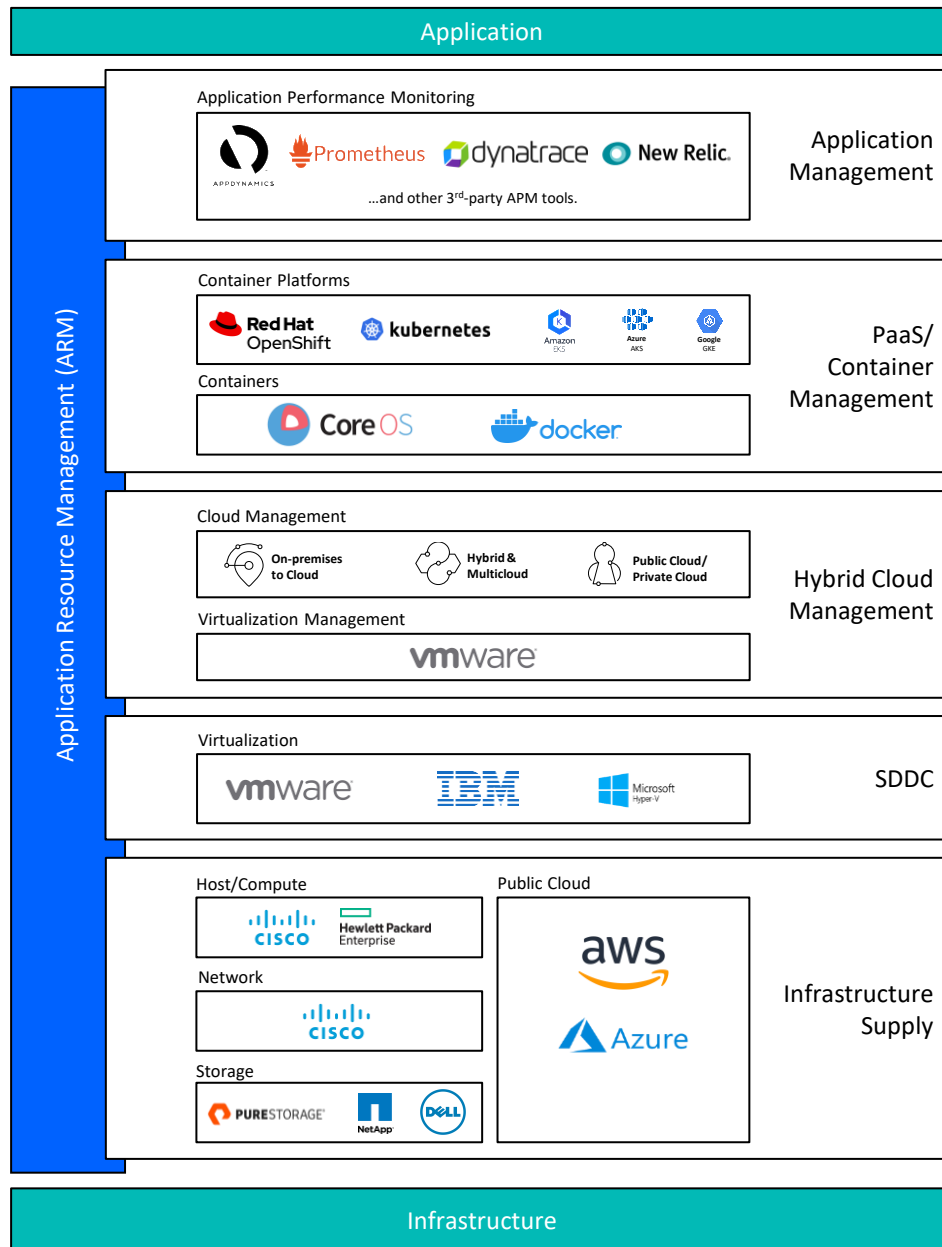 Application
Application Resource Management (ARM)
Application Performance Monitoring
APPDYNAMICS
Prometheus
dynatrace
New Relic.
...and other 3rd-party APM tools.
Application
Management
Container Platforms
Red Hat
OpenShift
kubernetes
Amazon
EKS
Azure
AKS
Google
GKE
Containers
Core OS
docker
PaaS/
Container
Management
Cloud Management
On-premises
to Cloud
Hybrid &
Multicloud
Public Cloud/
Private Cloud
Virtualization Management
vmware
Hybrid Cloud
Management
Virtualization
vmware
IBM
Microsoft
Hyper-V
SDDC
Host/Compute
CISCO
Hewlett Packard
Enterprise
Network
CISCO
Storage
PURESTORAGE
NetApp
DELL
Public Cloud
aws
Azure
Infrastructure
Supply
Infrastructure